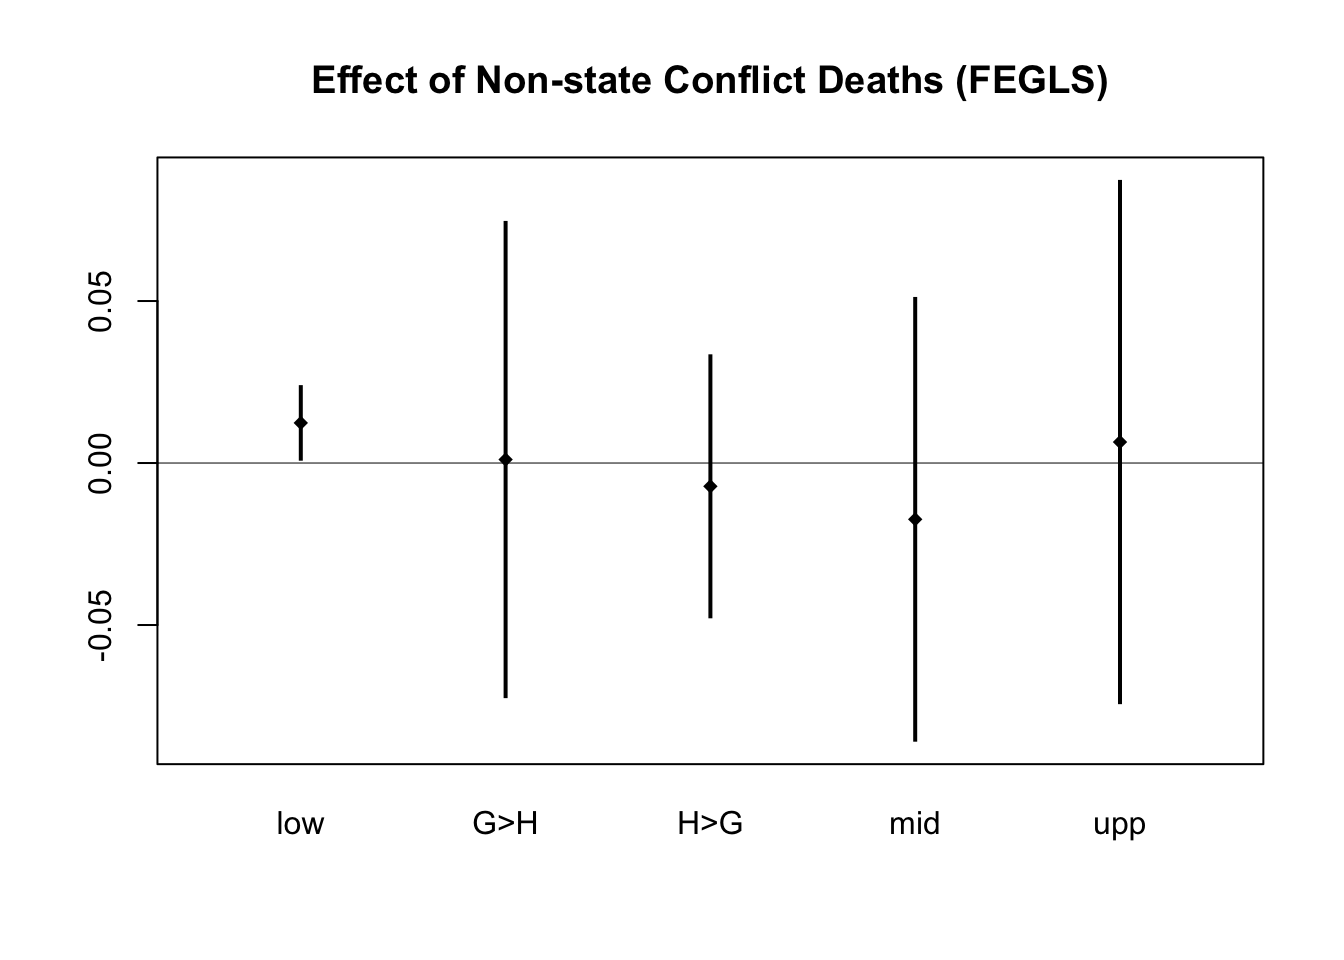 Effect of Non-state Conflict Deaths (FEGLS)
0.05
0.00
-0.05
low G>H H>G mid upp